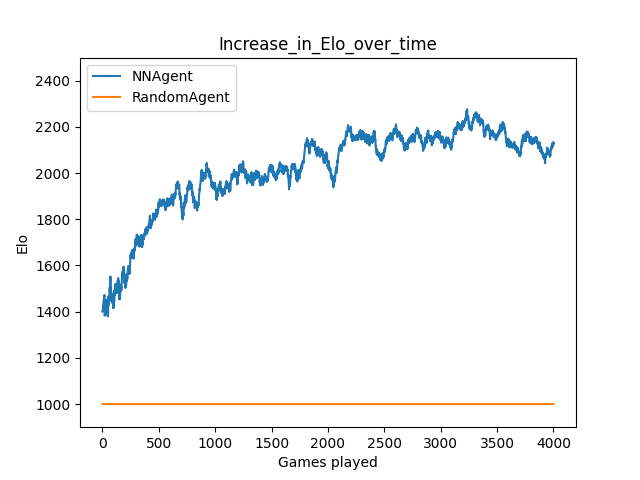 Increase_in_Elo_over_time
NNAgent
RandomAgent
2400
2200
2000
1800
1600
1400
1200
1000
Elo
0 500 1000 1500 2000 2500 3000 3500 4000
Games played